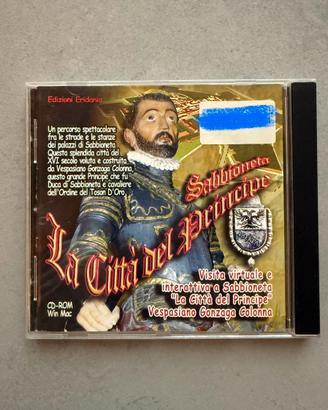 Edizioni Eridania
Un percorso spettacolare
fra le strade e le stanze
dei palazzi di Sabbioneta
Questa splendida città del
XVI secolo voluta e costruita
da Vespasiano Gonzaga Colonna,
questo grande Principe che fu
Duca di Sabbioneta e cavaliere
dell'Ordine del Toson D'Oro.
Sabbioneta
La Città del Principe
Visita virtuale e
interattiva a Sabbioneta
"La Città del Principe"
Vespasiano Gonzaga Colonna
CD-ROM
Win Mac